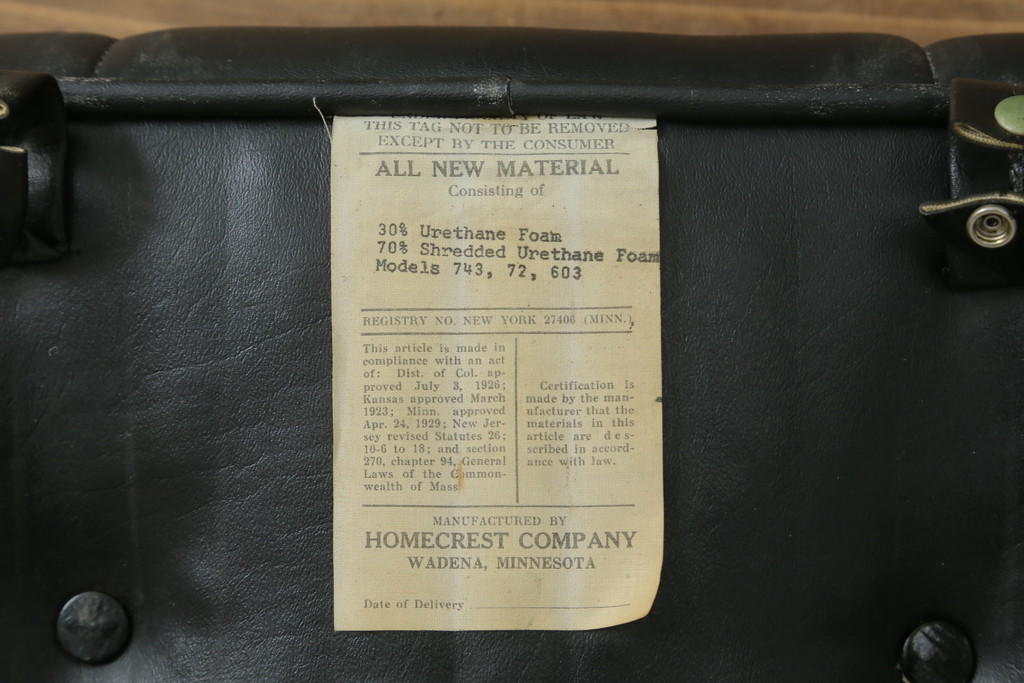 OF LAW
THIS TAG NOT TO BE REMOVED
EXCEPT BY THE CONSUMER
ALL NEW MATERIAL
Consisting of
30% Urethane Foam
70% Shredded Urethane Foam
Models 743, 72, 603
REGISTRY NO. NEW YORK 27406 (MINN.)
This article is made in
compliance with an act
of: Dist. of Col. ap-
proved July 3, 1926;
Kansas approved March
1923; Minn. approved
Apr. 24, 1929; New Jer-
sey revised Statutes 26;
10-6 to 18; and section
270, chapter 94, General
Laws of the Common-
wealth of Mass
Certification is
made by the man-
ufacturer that the
materials in this
article are des-
scribed in accord-
ance with law.
MANUFACTURED BY
HOMECREST COMPANY
WADENA, MINNESOTA
Date of Delivery